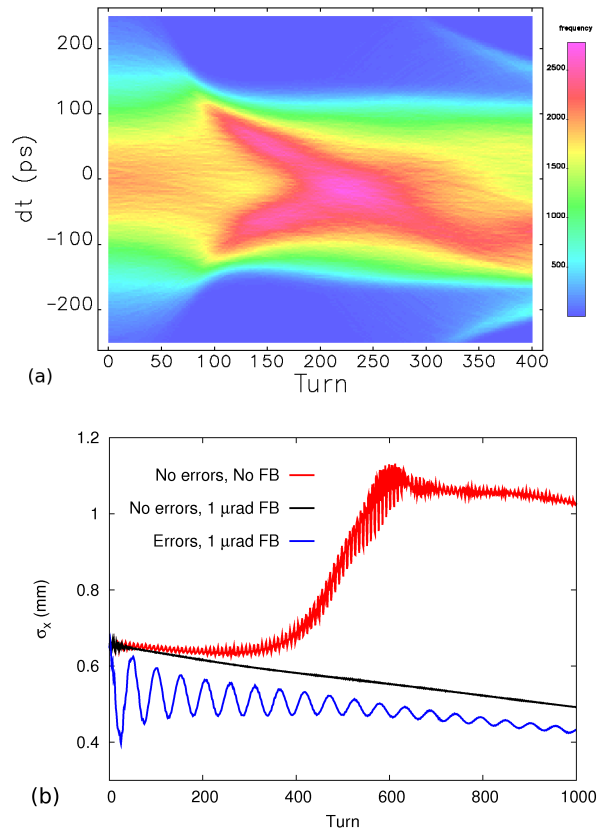 frequency
200
100
0
−100
−200
dt (ps)
2500
2000
1500
1000
500
0 50 100 150 200 250 300 350 400
Turn
(a)
1.2
1
0.8
0.6
0.4
σx (mm)
No errors, No FB
No errors, 1 μrad FB
Errors, 1 μrad FB
0 200 400 600 800 1000
Turn
(b)